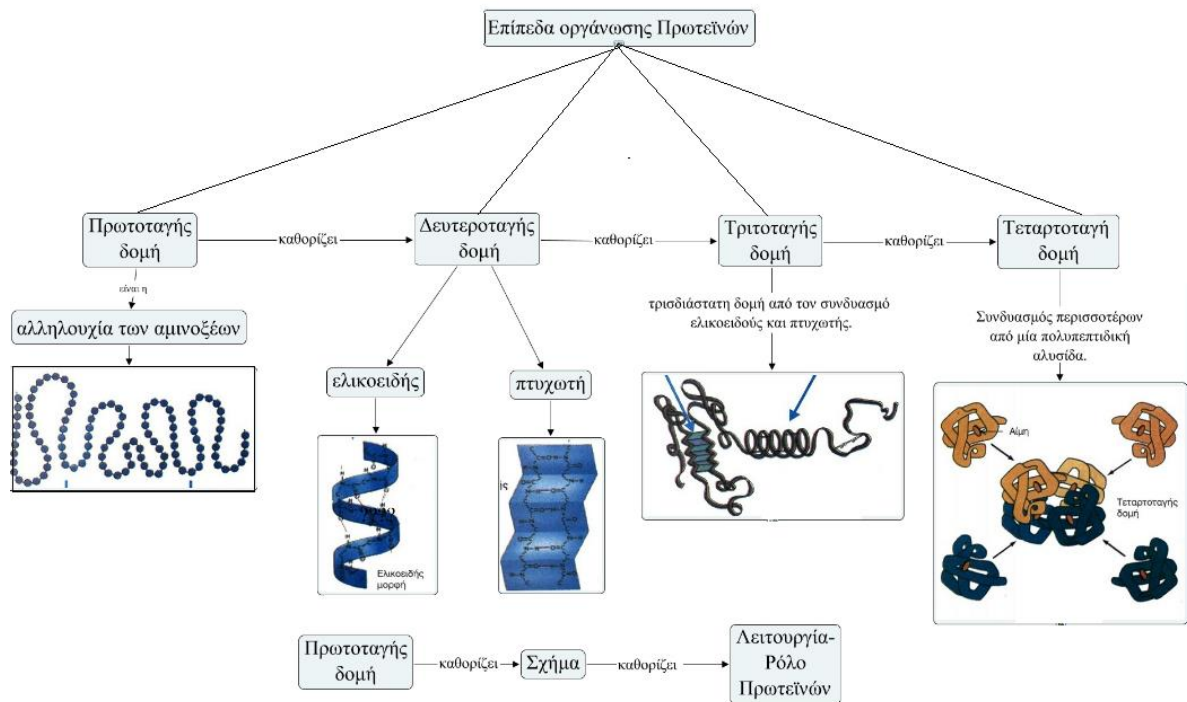 Επίπεδα οργάνωσης Πρωτεϊνών
Πρωτοταγής
δομή
καθορίζει
Δευτεροταγής
δομή
καθορίζει
Τριτοταγής
δομή
καθορίζει
Τεταρτοταγή
δομή
είναι η
αλληλουχία των αμινοξέων
ελικοειδής
πτυχωτή
τρισδιάστατη δομή από τον συνδυασμό
ελικοειδούς και πτυχωτής.
Συνδυασμός περισσοτέρων
από μία πολυπεπτιδική
αλυσίδα.
Ελικοειδής
μορφή
ίς
Αίμη
Τεταρτοταγής
δομή
Πρωτοταγής
δομή
καθορίζει
Σχήμα
καθορίζει
Λειτουργία-
Ρόλο
Πρωτεϊνών